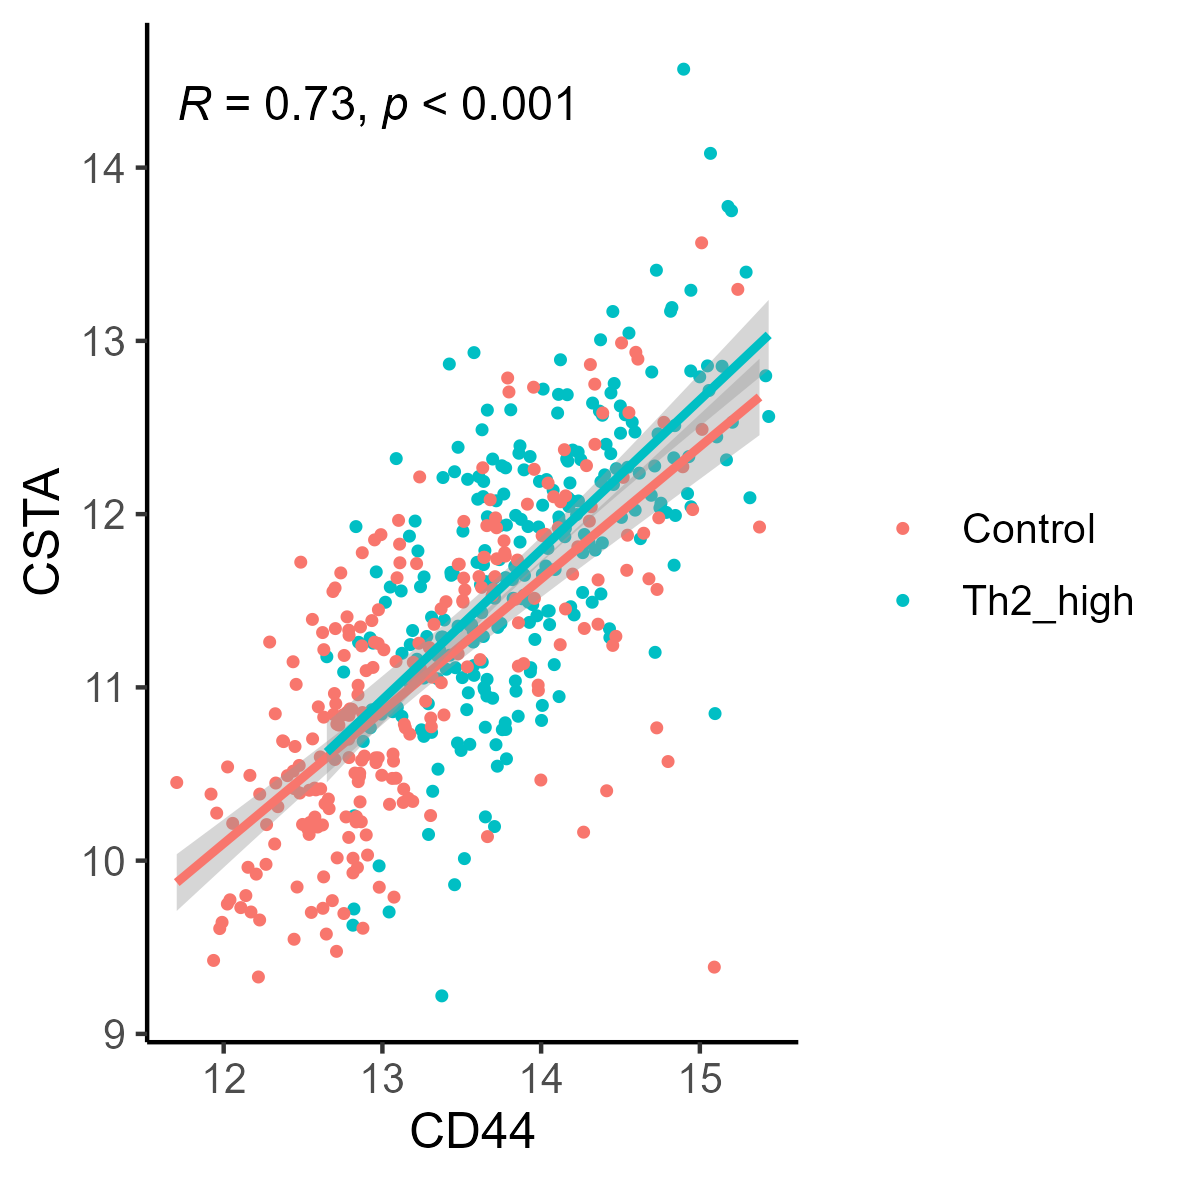 R = 0.73, p < 0.001
14
13
12
11
10
9
CSTA
12 13 14 15
CD44
Control
Th2_high